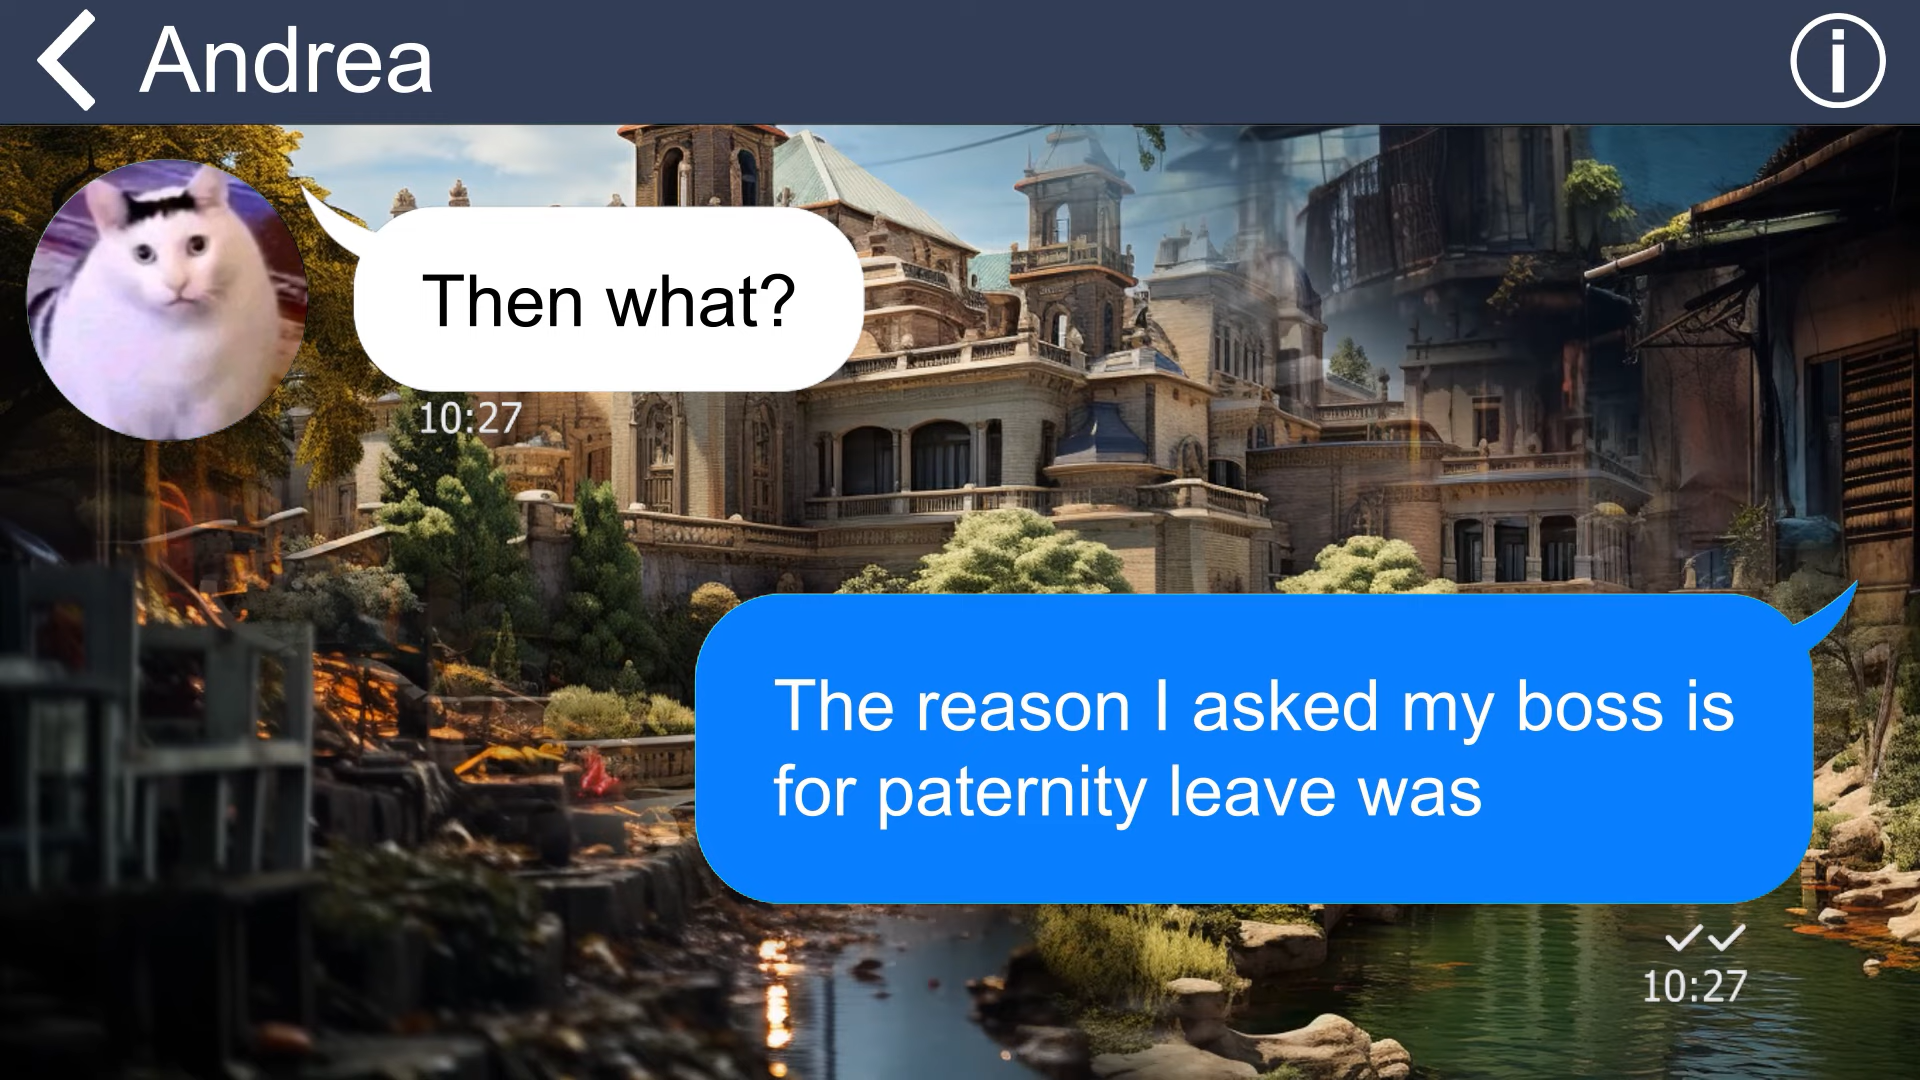 Andrea
Then what?
10:27
The reason I asked my boss is
for paternity leave was
10:27